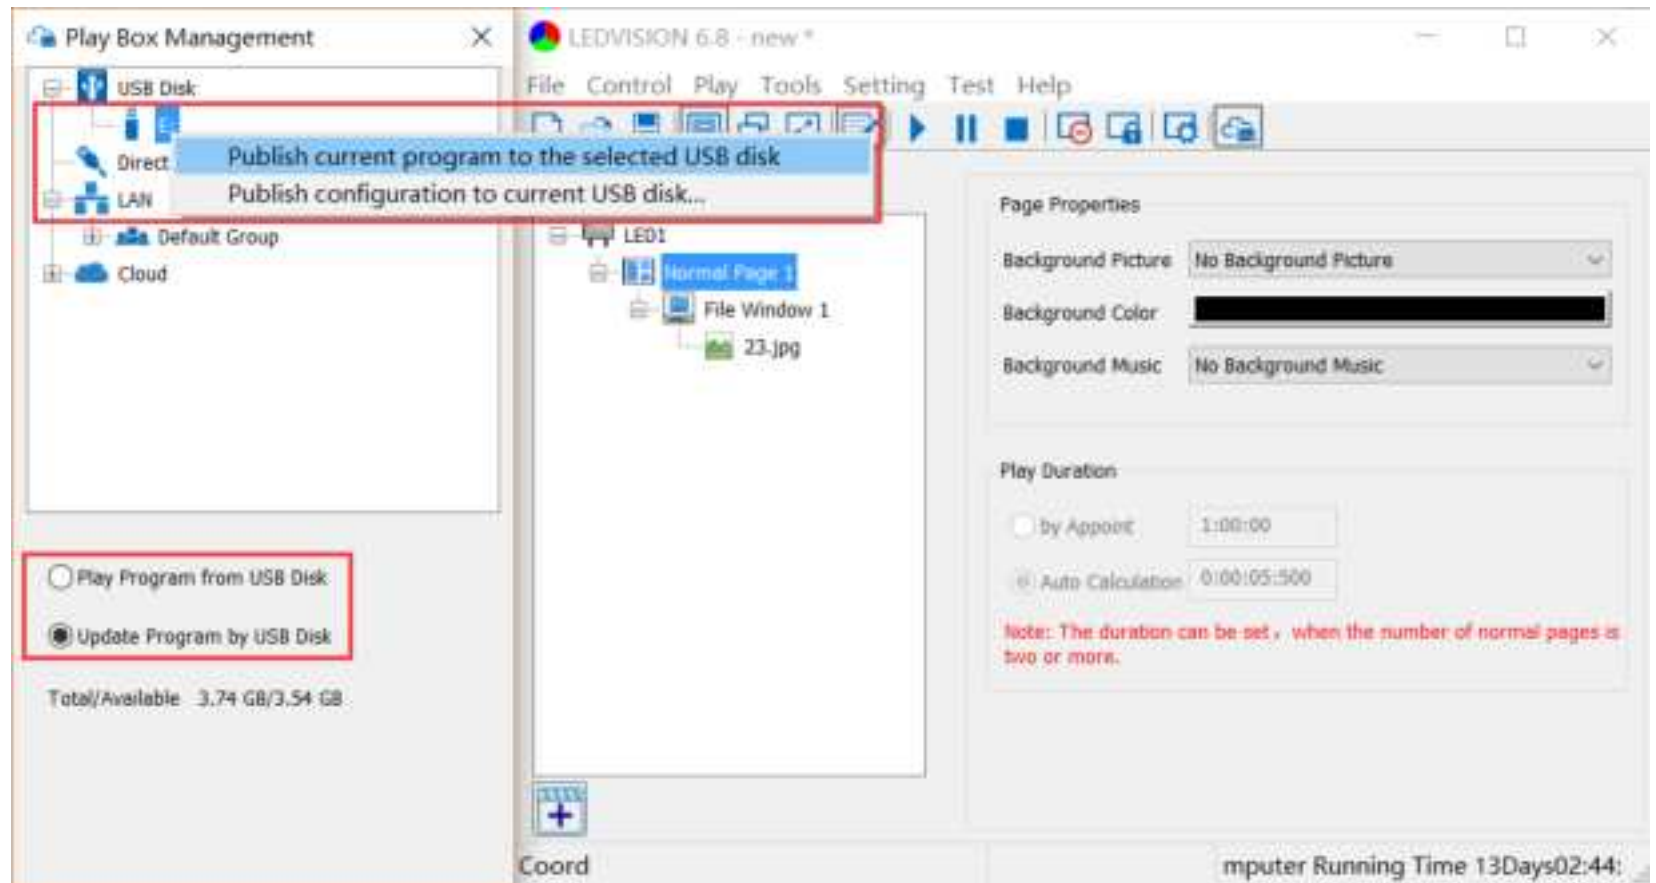 Play Box Management
USB Disk
Direct
LAN
Default Group
Cloud
Publish current program to the selected USB disk
Publish configuration to current USB disk...
Play Program from USB Disk
Update Program by USB Disk
Total/Available 3.74 GB/3.54 GB
LEDVISION 6.8 - new *
File Control Play Tools Setting Test Help
LED1
Normal Page 1
File Window 1
23.jpg
Page Properties
Background Picture No Background Picture
Background Color
Background Music No Background Music
Play Duration
by Appoint 1:00:00
Auto Calculation 0:00:05:500
Note: The duration can be set, when the number of normal pages is
two or more.
Coord
mputer Running Time 13Days02:44: